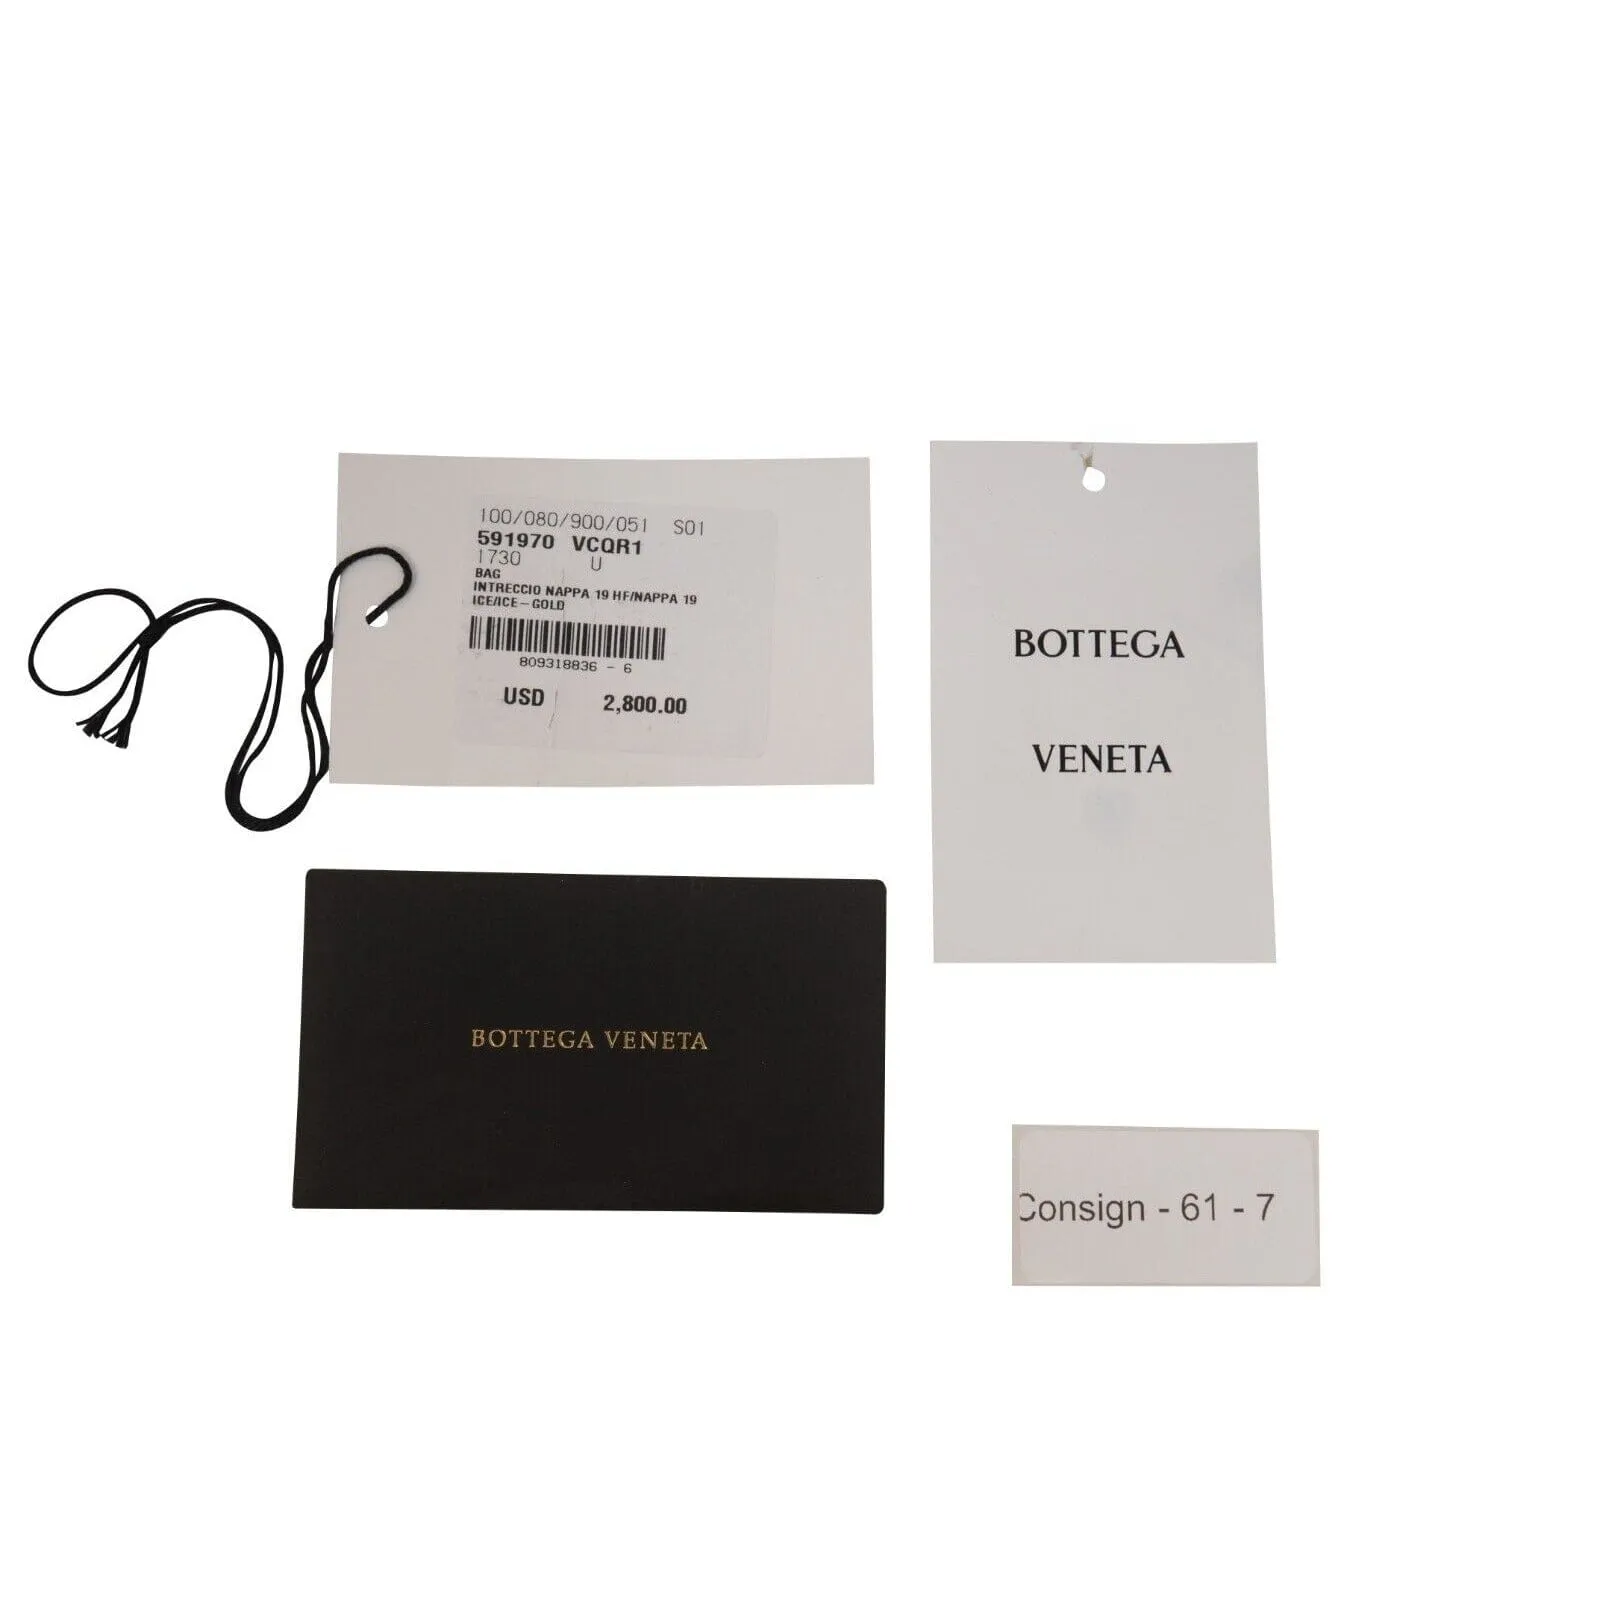 100/080/900/051 S01
591970 VCQR1
1730 U
BAG
INTRECCIO NAPPA 19 HF/NAPPA 19
ICE/ICE-GOLD
809318836 - 6
USD 2,800.00
BOTTEGA
VENETA
BOTTEGA VENETA
Consign - 61 - 7